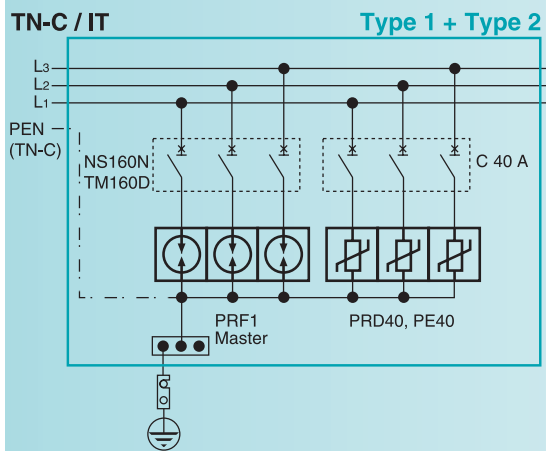 TN-C / IT
Type 1 + Type 2
L3
L2
L1
PEN
(TN-C)
NS160N
TM160D
C 40 A
PRF1
Master
PRD40, PE40